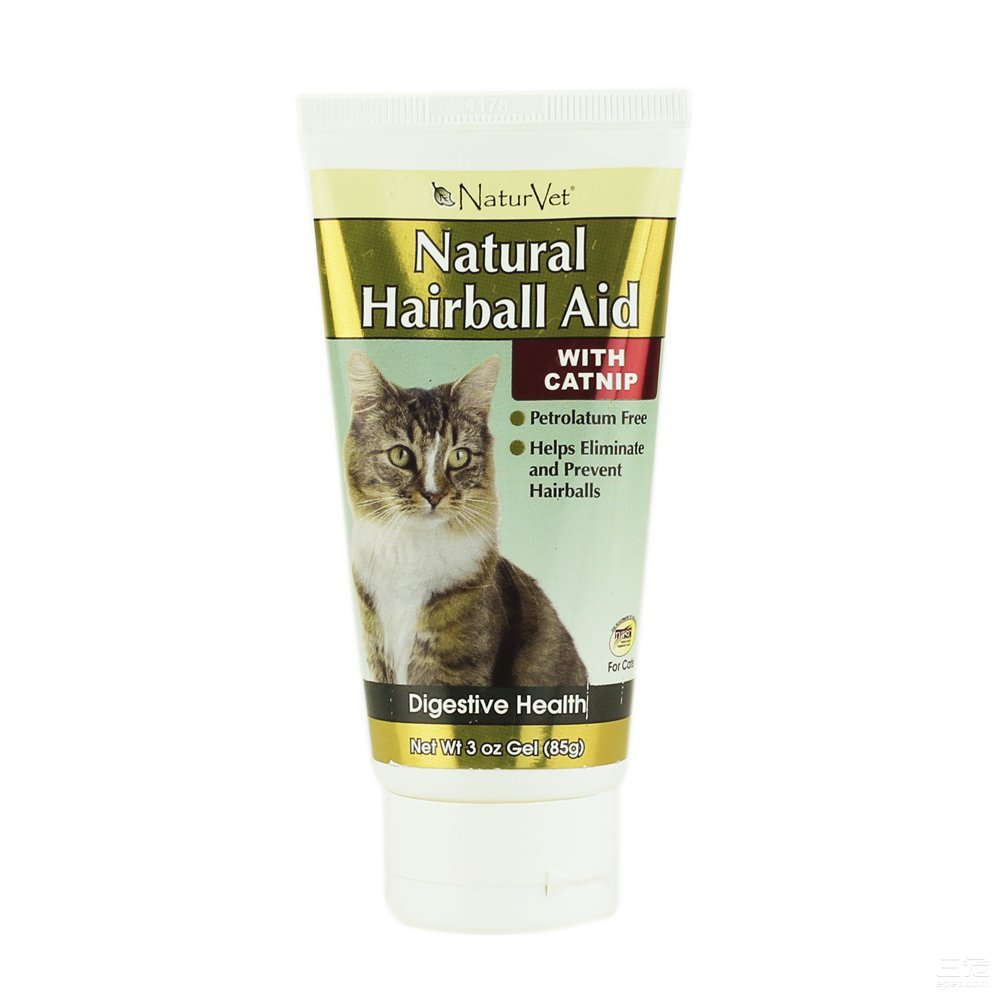 4178
NaturVet®
Natural
Hairball Aid
WITH
CATNIP
Petrolatum Free
Helps Eliminate
and Prevent
Hairballs
For Cats
Digestive Health
Net Wt 3 oz Gel (85g)